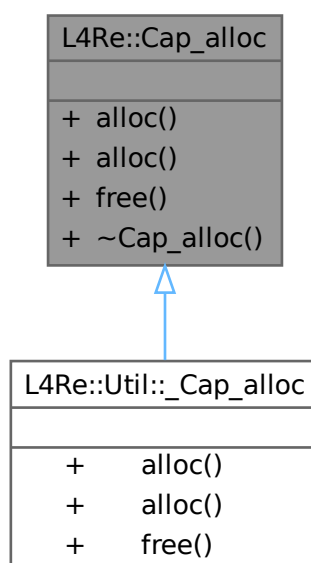 L4Re::Cap_alloc
+ alloc()
+ alloc()
+ free()
+ ~Cap_alloc()
L4Re::Util::_Cap_alloc
+ alloc()
+ alloc()
+ free()